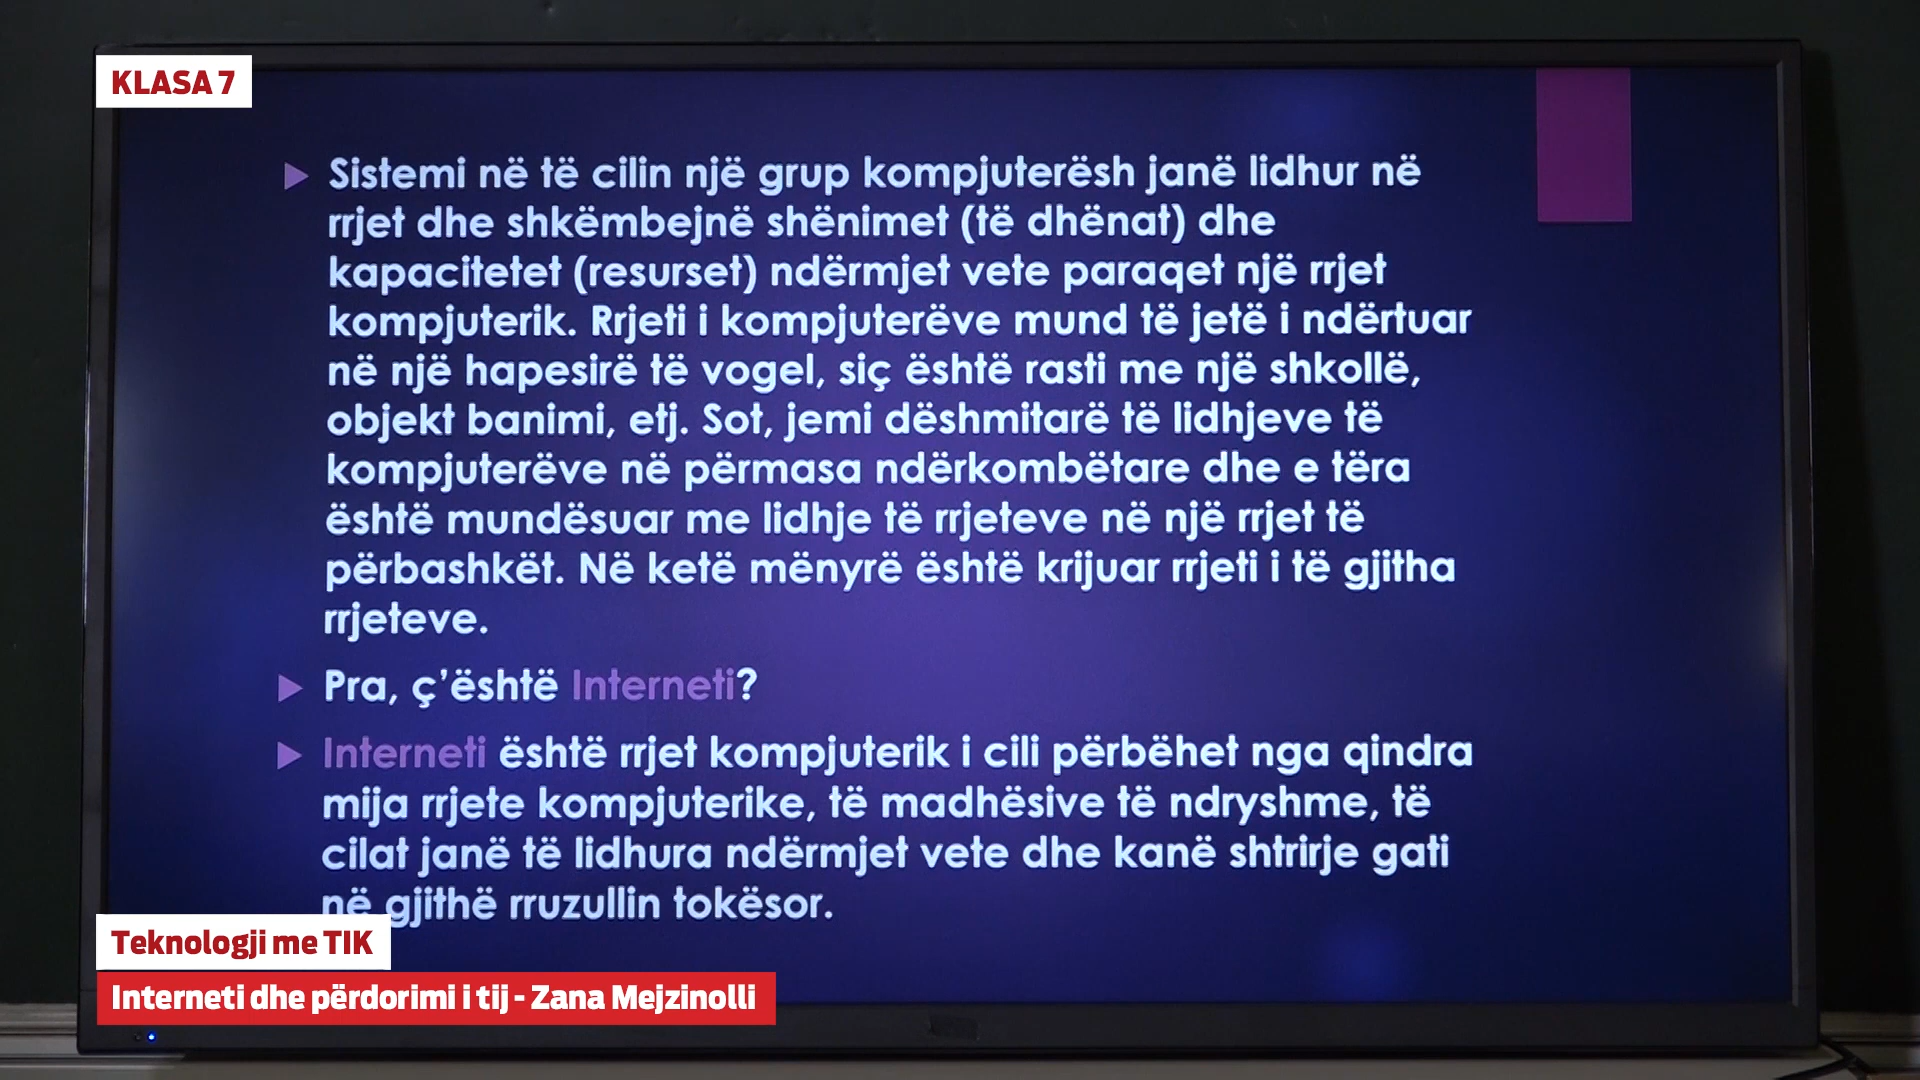 KLASA 7
Sistemi në të cilin një grup kompjuterësh janë lidhur në
rrjet dhe shkëmbejnë shënimet (të dhënat) dhe
kapacitetet (resurset) ndërmjet vete paraqet një rrjet
kompjuterik. Rrjeti i kompjuterëve mund të jetë i ndërtuar
në një hapesirë të vogel, siç është rasti me një shkollë,
objekt banimi, etj. Sot, jemi dëshmitarë të lidhjeve të
kompjuterëve në përmasa ndërkombëtare dhe e tëra
është mundësuar me lidhje të rrjeteve në një rrjet të
përbashkët. Në ketë mënyrë është krijuar rrjeti i të gjitha
rrjeteve.
Pra, ç’është Interneti?
Interneti është rrjet kompjuterik i cili përbëhet nga qindra
mija rrjete kompjuterike, të madhësive të ndryshme, të
cilat janë të lidhura ndërmjet vete dhe kanë shtrirje gati
në gjithë rruzullin tokësor.
Teknologji me TIK
Interneti dhe përdorimi i tij - Zana Mejzinolli